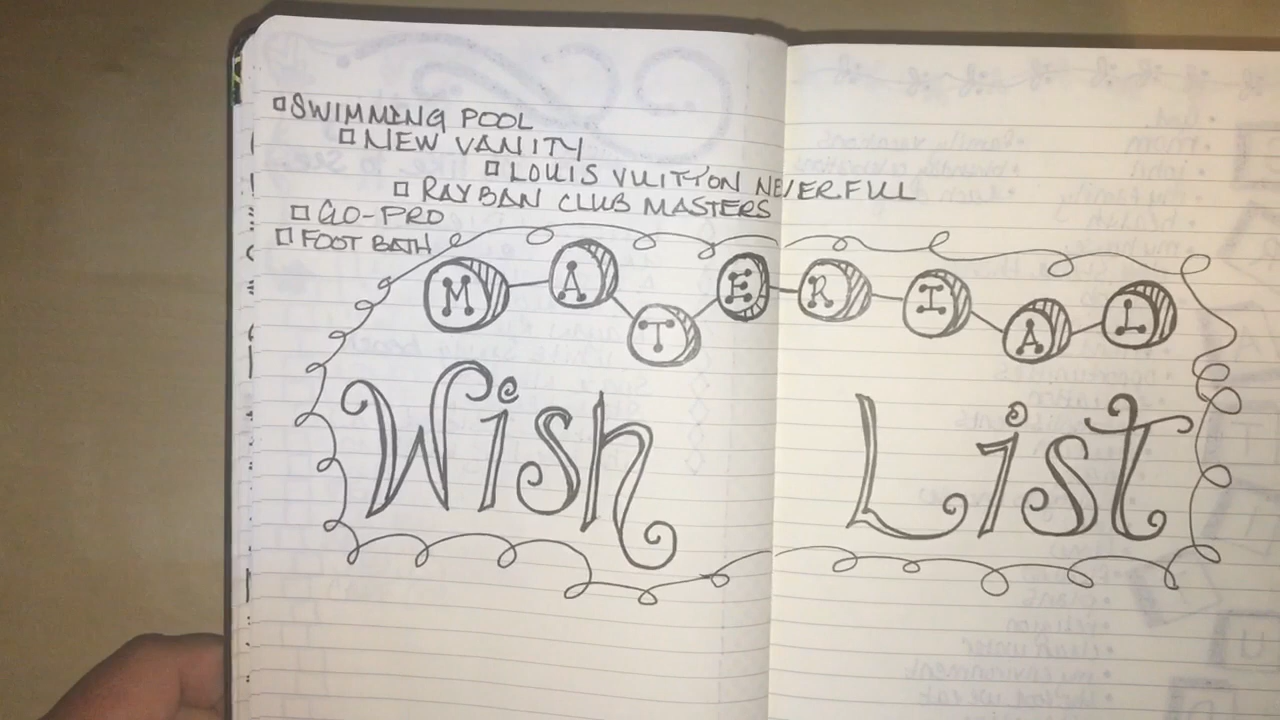 SWIMMING POOL
NEW VANITY
LOUIS VUITTON NEVERFULL
RAYBAN CLUB MASTERS
GO-PRO
FOOT BATH
MATERIAL
Wish List